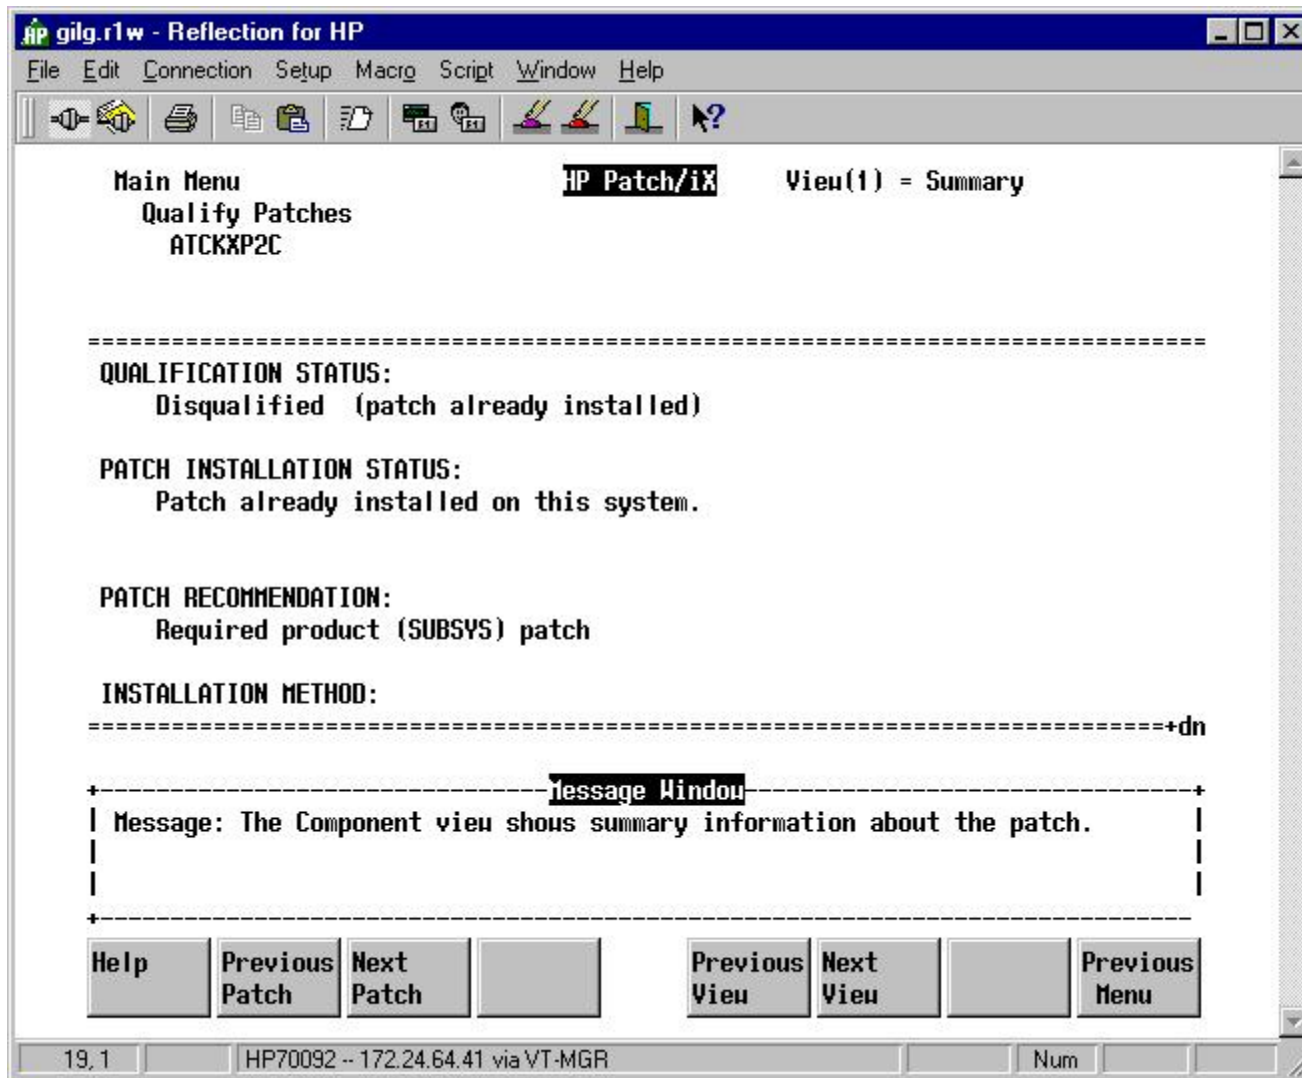 gilg.r1w - Reflection for HP
File Edit Connection Setup Macro Script Window Help
Main Menu HP Patch/iX View(1) = Summary
Qualify Patches
ATCKXP2C
================================================================================
QUALIFICATION STATUS:
Disqualified (patch already installed)
PATCH INSTALLATION STATUS:
Patch already installed on this system.
PATCH RECOMMENDATION:
Required product (SUBSYS) patch
INSTALLATION METHOD:
=============================================================================+dn
+--------------------------------Message Window--------------------------------+
| Message: The Component view shows summary information about the patch. |
| |
| |
+------------------------------------------------------------------------------
Help Previous Patch Next Patch Previous View Next View Previous Menu
19, 1 HP70092 -- 172.24.64.41 via VT-MGR Num